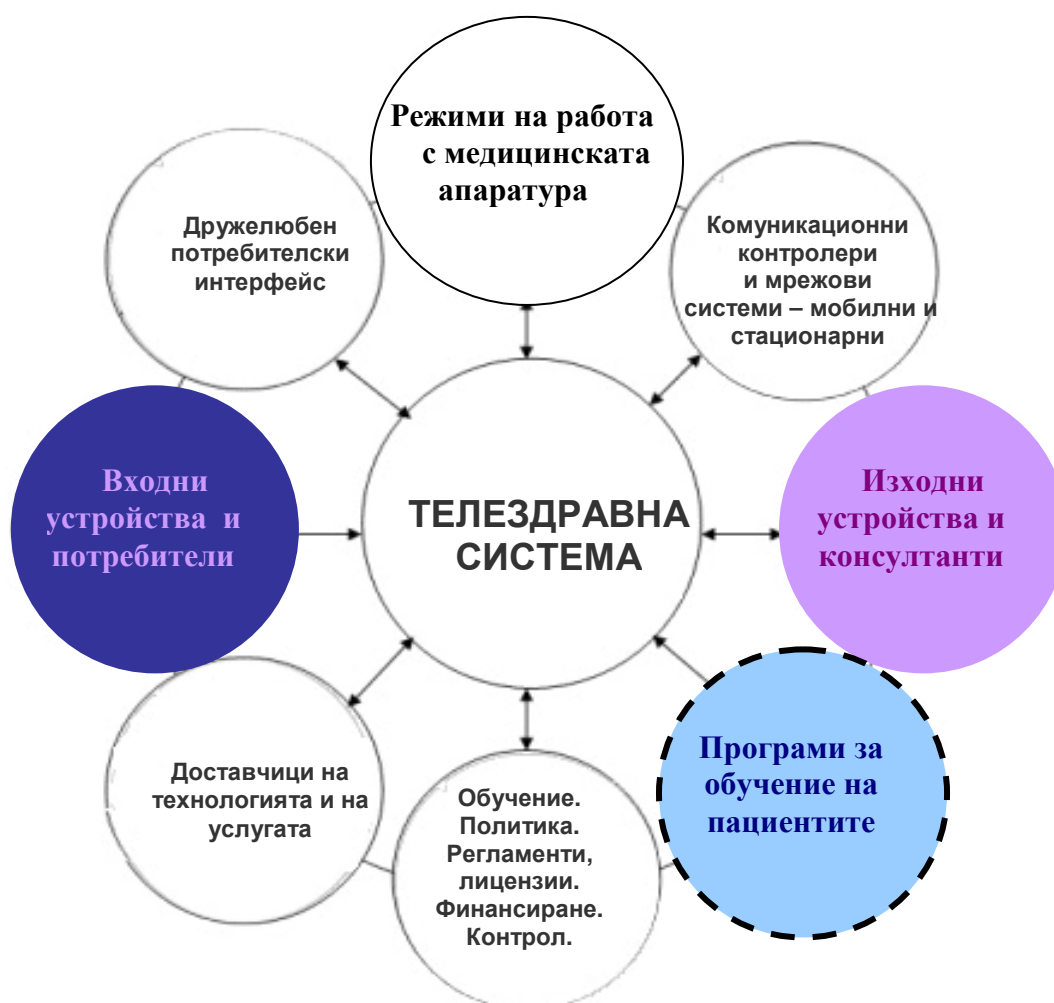 Режими на работа
с медицинската
апаратура
Дружелюбен
потребителски
интерфейс
Комуникационни
контролери
и мрежови
системи – мобилни и
стационарни
Входни
устройства и
потребители
ТЕЛЕЗДРАВНА
СИСТЕМА
Изходни
устройства и
консултанти
Доставчици на
технологията и на
услугата
Обучение.
Политика.
Регламенти,
лицензии.
Финансиране.
Контрол.
Програми за
обучение на
пациентите